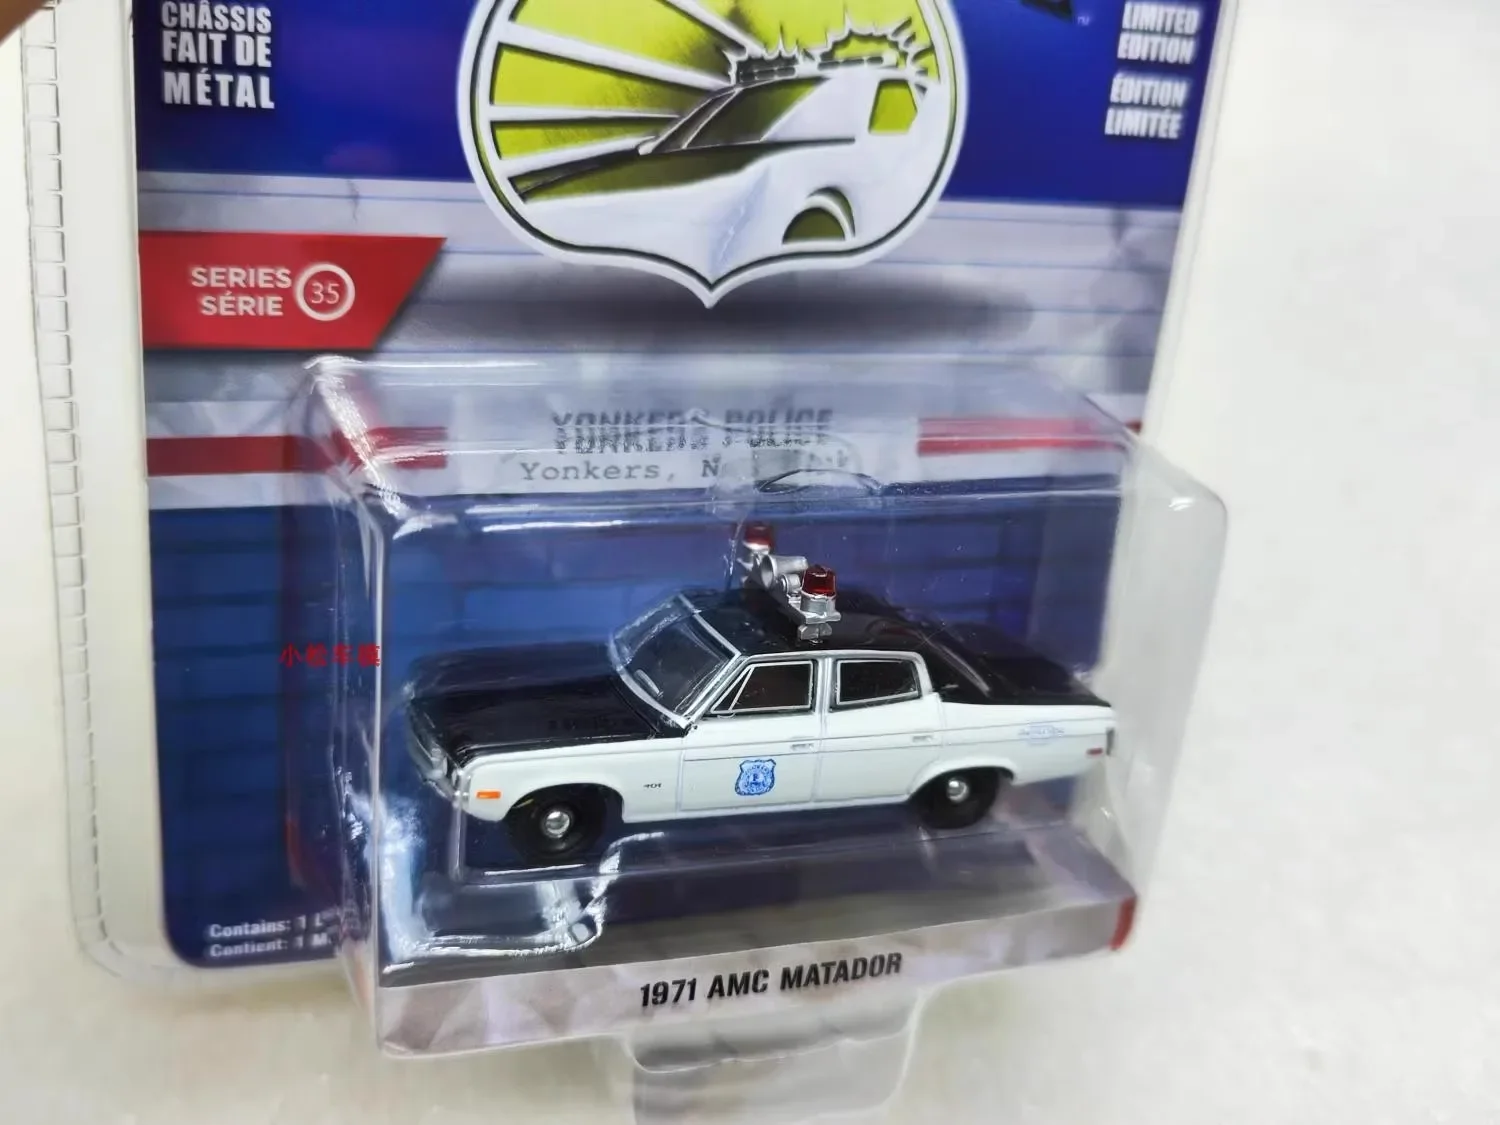 CHÂSSIS
FAIT DE
MÉTAL
LIMITED
EDITION
ÉDITION
LIMITÉE
SERIES
SÉRIE
35
YONKERS POLICE
Yonkers,
小松车模
401
Contains: 1
Contient: 1
1971 AMC MATADOR